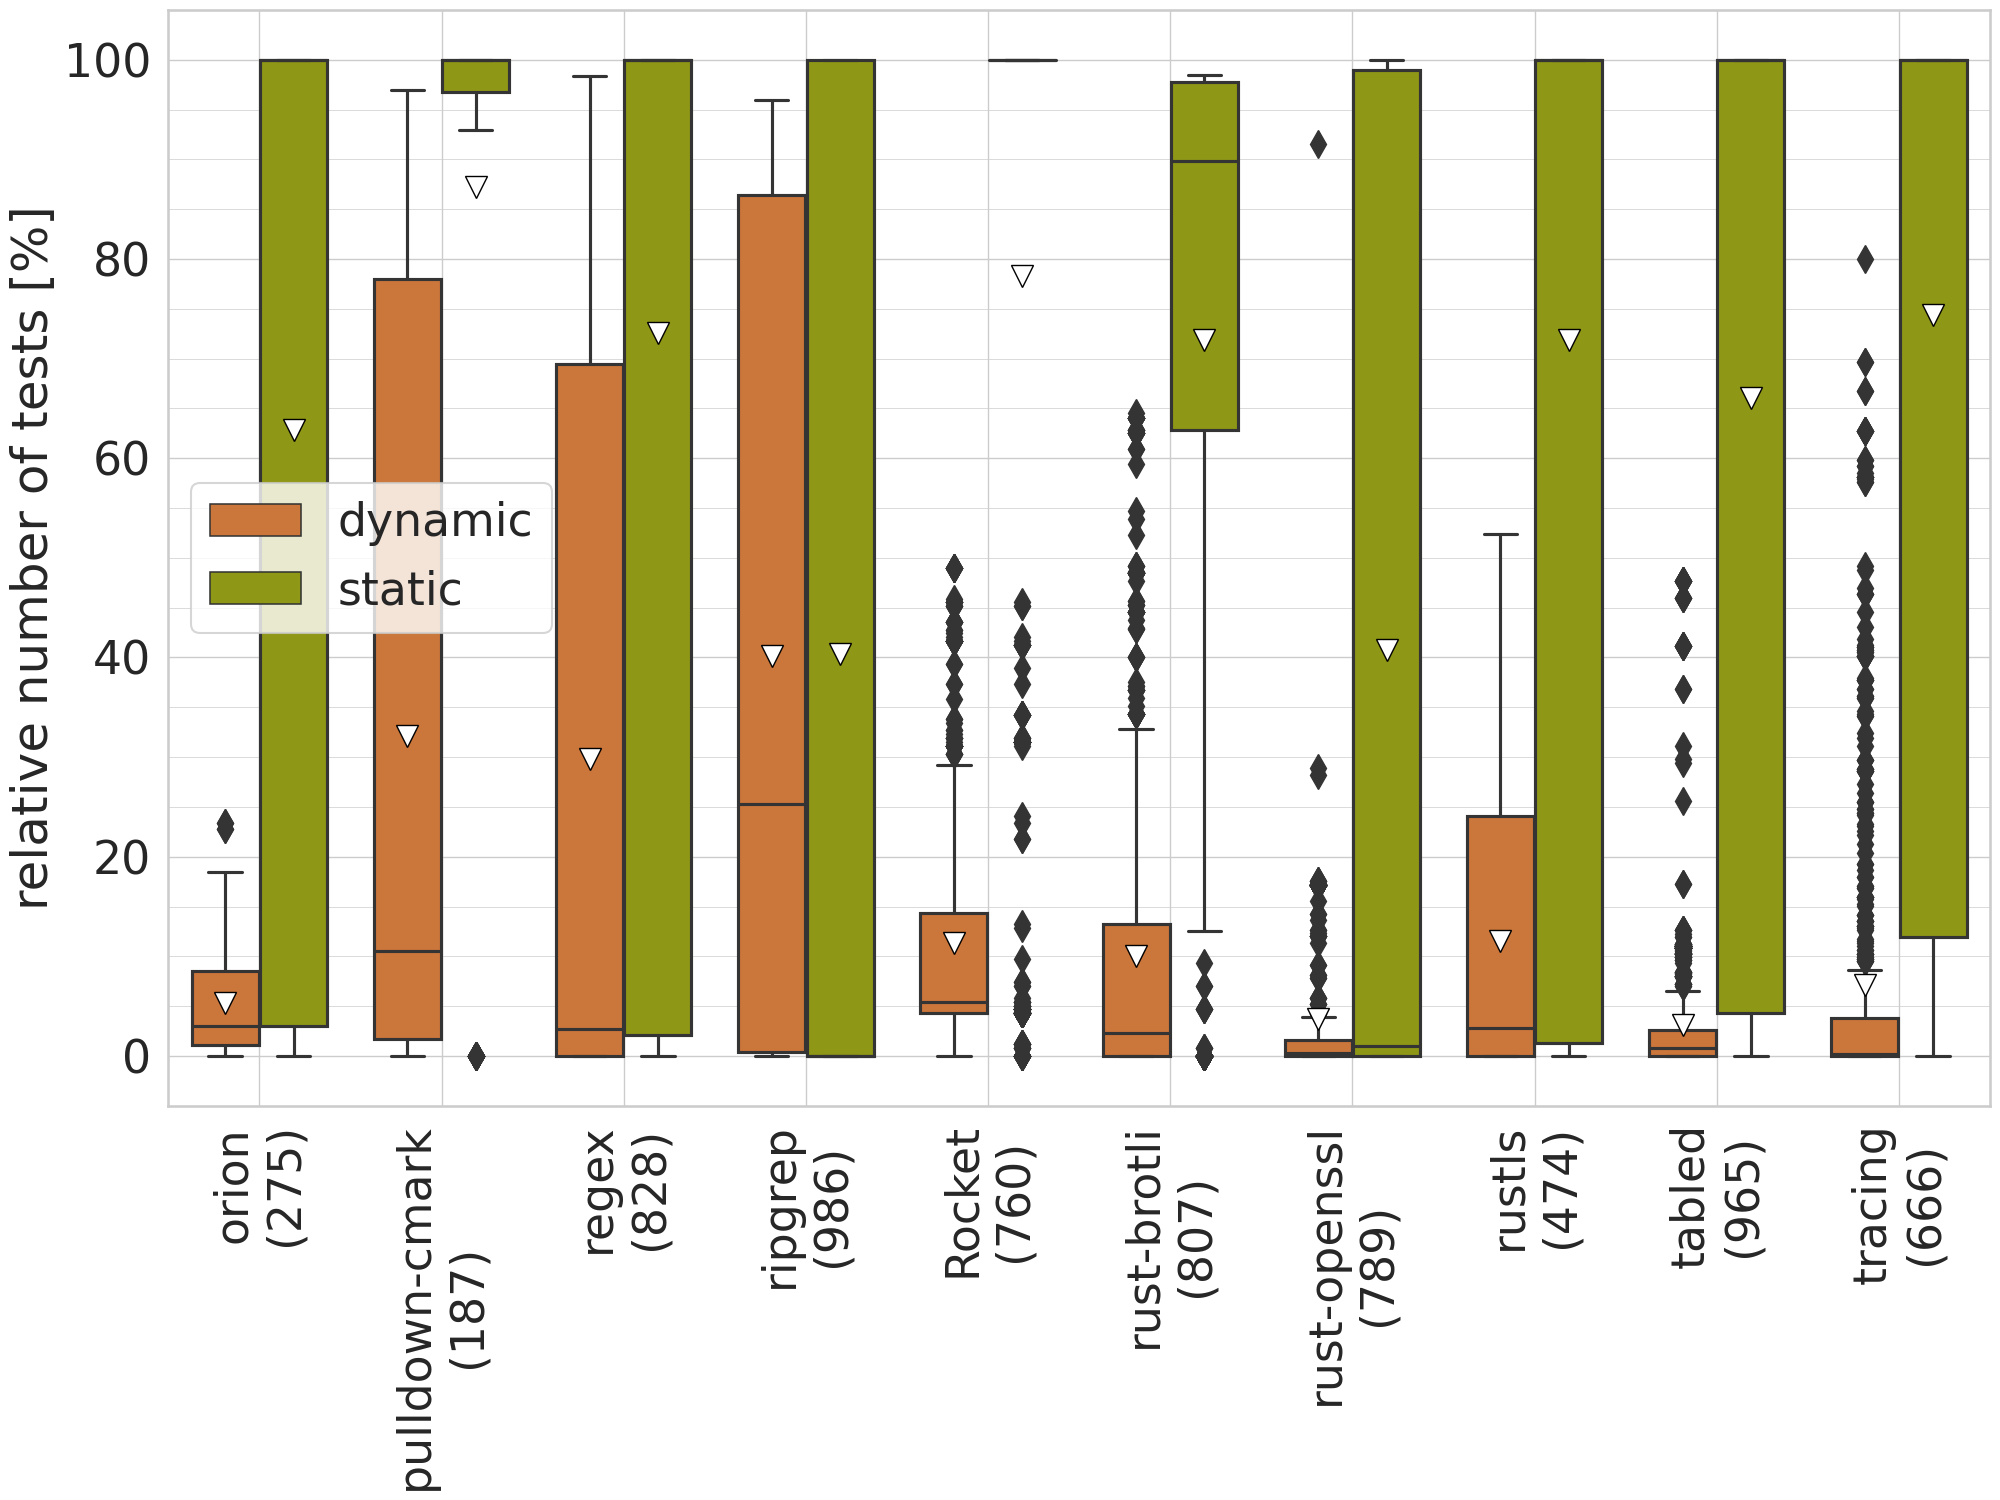 relative number of tests [%]
100
80
60
40
20
0
dynamic
static
orion
(275)
pulldown-cmark
(187)
regex
(828)
ripgrep
(986)
Rocket
(760)
rust-brotli
(807)
rust-openssl
(789)
rustls
(474)
tabled
(965)
tracing
(666)